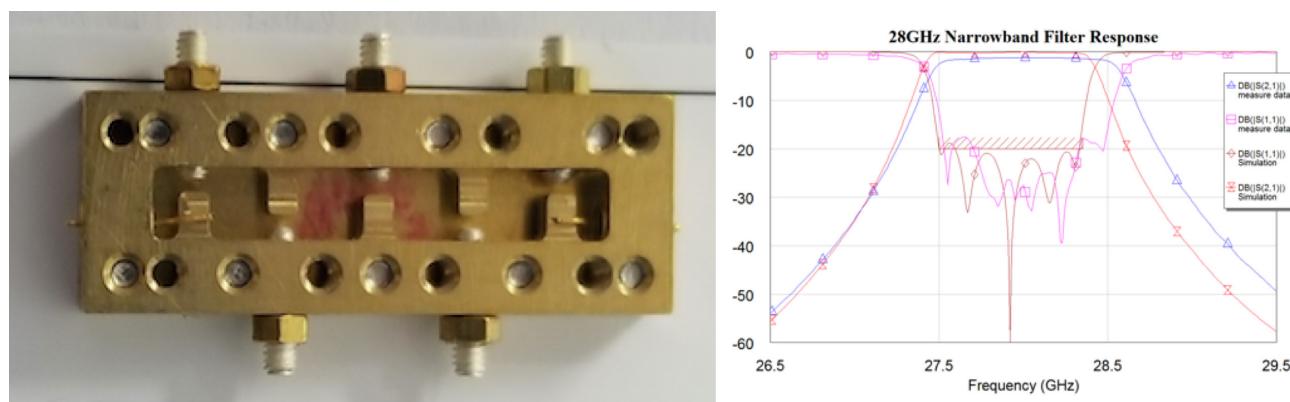 28GHz Narrowband Filter Response
0
-10
-20
-30
-40
-50
-60
26.5
27.5
28.5
29.5
Frequency (GHz)
DB(|S(2,1)|)
measure data
DB(|S(1,1)|)
measure data
DB(|S(1,1)|)
Simulation
DB(|S(2,1)|)
Simulation